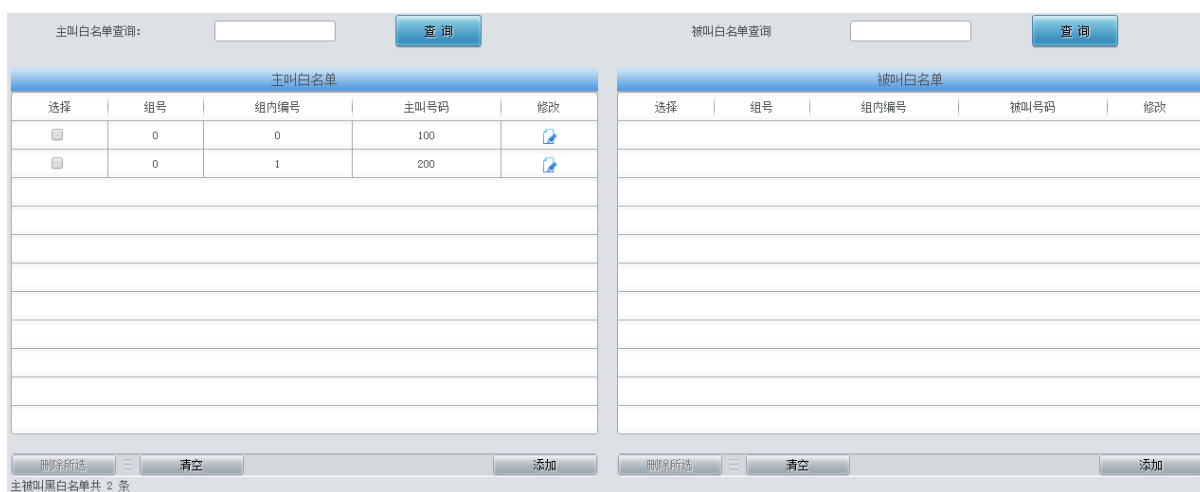 主叫白名单查询: 查询 被叫白名单查询 查询
主叫白名单 被叫白名单
选择 组号 组内编号 主叫号码 修改 选择 组号 组内编号 被叫号码 修改
0 0 100
0 1 200
删除所选 清空 添加 删除所选 清空 添加
主被叫黑白名单共 2 条